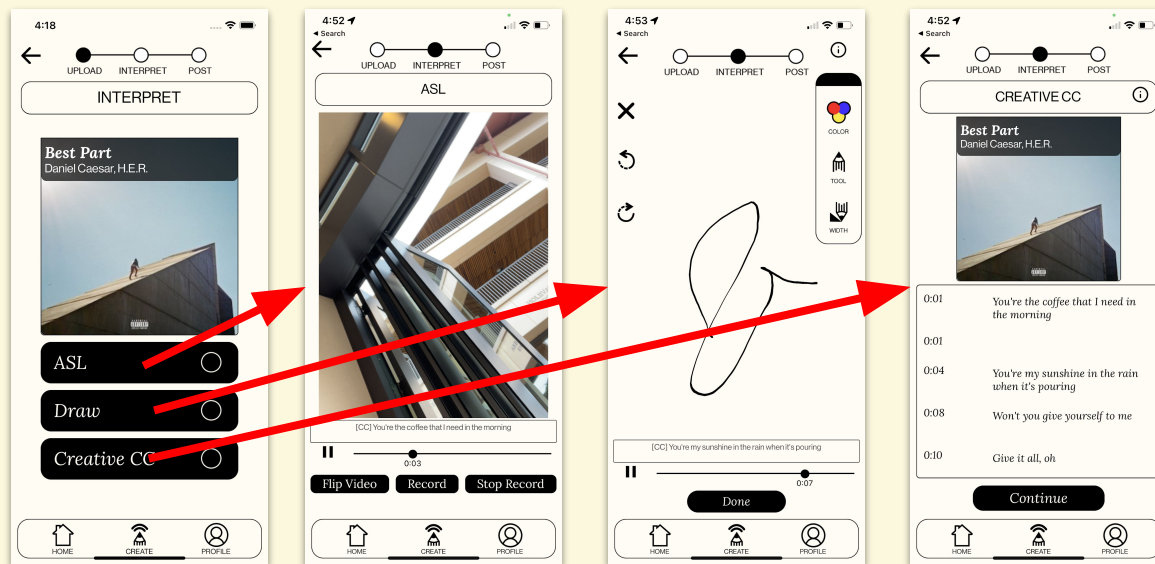 4:18
UPLOAD INTERPRET POST
INTERPRET
Best Part
Daniel Caesar, H.E.R.
ASL
Draw
Creative CC
HOME CREATE PROFILE
4:52
Search
UPLOAD INTERPRET POST
ASL
[CC] You're the coffee that I need in the morning
0:03
Flip Video Record Stop Record
HOME CREATE PROFILE
4:53
Search
UPLOAD INTERPRET POST
COLOR
TOOL
WIDTH
[CC] You're my sunshine in the rain when it's pouring
0:07
Done
HOME CREATE PROFILE
4:52
Search
UPLOAD INTERPRET POST
CREATIVE CC
Best Part
Daniel Caesar, H.E.R.
0:01 You're the coffee that I need in
the morning
0:01
0:04 You're my sunshine in the rain
when it's pouring
0:08 Won't you give yourself to me
0:10 Give it all, oh
Continue
HOME CREATE PROFILE